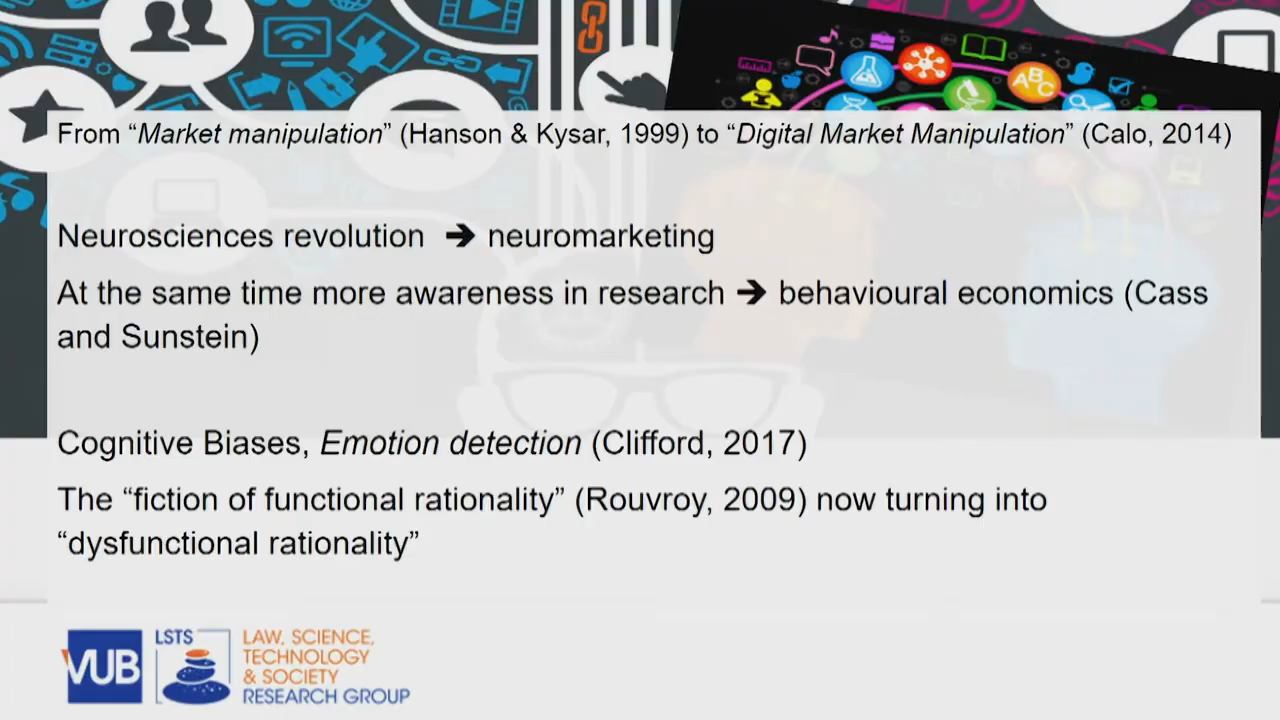 From “Market manipulation” (Hanson & Kysar, 1999) to “Digital Market Manipulation” (Calo, 2014)
Neurosciences revolution ➔ neuromarketing
At the same time more awareness in research ➔ behavioural economics (Cass
and Sunstein)
Cognitive Biases, Emotion detection (Clifford, 2017)
The “fiction of functional rationality” (Rouvroy, 2009) now turning into
“dysfunctional rationality”
VUB
LSTS
LAW, SCIENCE,
TECHNOLOGY
& SOCIETY
RESEARCH GROUP
ABC